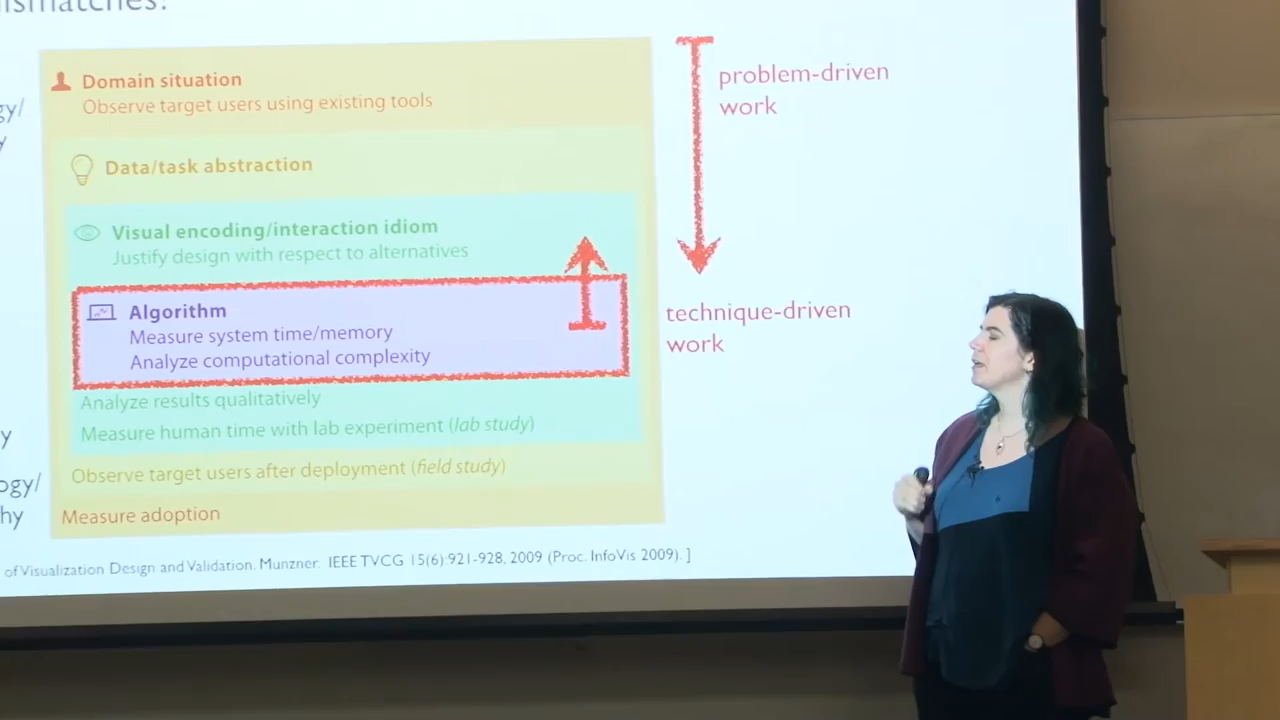 ismatches?
Domain situation
Observe target users using existing tools
problem-driven
work
gy/
y
Data/task abstraction
Visual encoding/interaction idiom
Justify design with respect to alternatives
Algorithm
Measure system time/memory
Analyze computational complexity
technique-driven
work
Analyze results qualitatively
Measure human time with lab experiment (lab study)
y
Observe target users after deployment (field study)
ogy/
hy
Measure adoption
of Visualization Design and Validation. Munzner. IEEE TVCG 15(6):921-928, 2009 (Proc. InfoVis 2009). ]